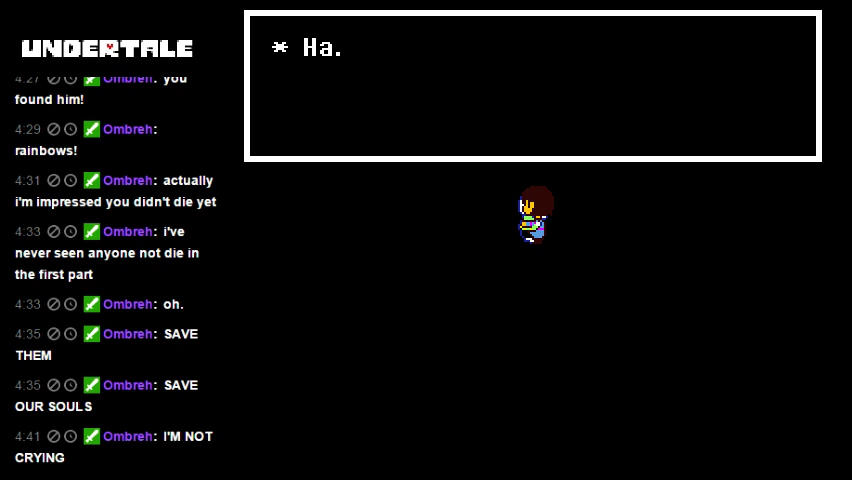 UNDERTALE
* Ha.
4:27 Ombreh: you
found him!
4:29 Ombreh:
rainbows!
4:31 Ombreh: actually
i'm impressed you didn't die yet
4:33 Ombreh: i've
never seen anyone not die in
the first part
4:33 Ombreh: oh.
4:35 Ombreh: SAVE
THEM
4:35 Ombreh: SAVE
OUR SOULS
4:41 Ombreh: I'M NOT
CRYING